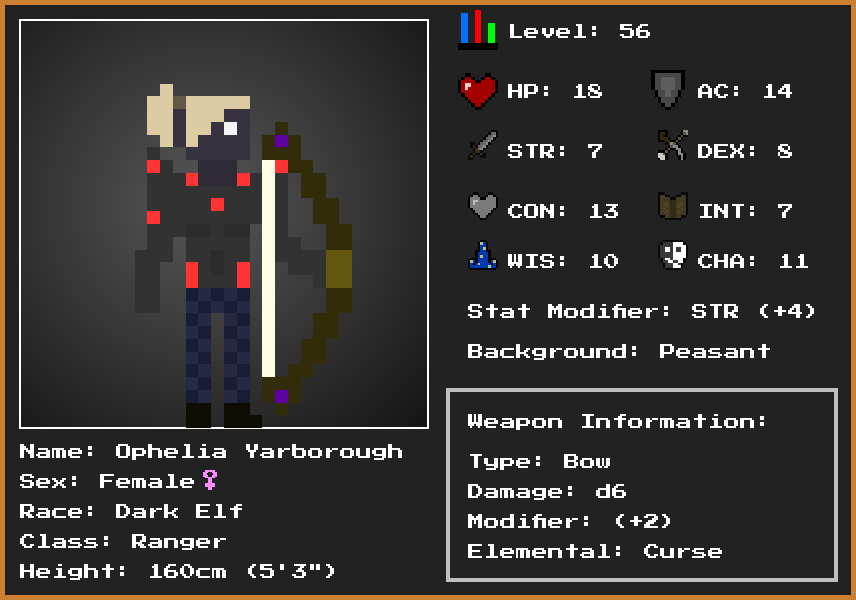 Level: 56
HP: 18
AC: 14
STR: 7
DEX: 8
CON: 13
INT: 7
WIS: 10
CHA: 11
Stat Modifier: STR (+4)
Background: Peasant
Weapon Information:
Type: Bow
Damage: d6
Modifier: (+2)
Elemental: Curse
Name: Ophelia Yarborough
Sex: Female♀
Race: Dark Elf
Class: Ranger
Height: 160cm (5'3")